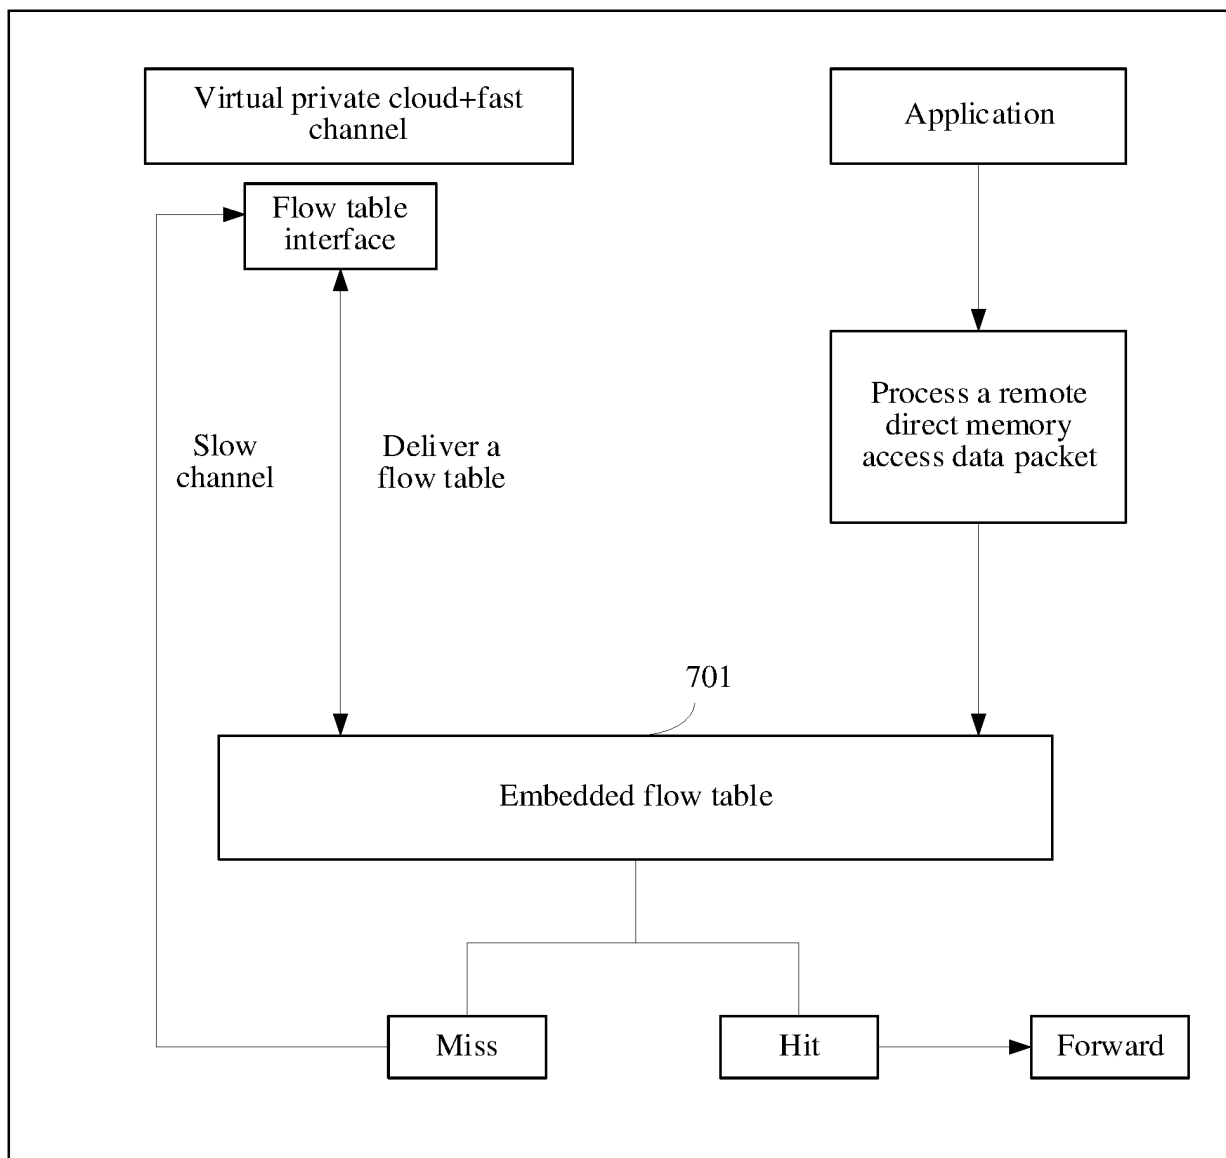 Virtual private cloud+fast
channel
Application
Flow table
interface
Process a remote
direct memory
access data packet
Slow
channel
Deliver a
flow table
701
Embedded flow table
Miss
Hit
Forward